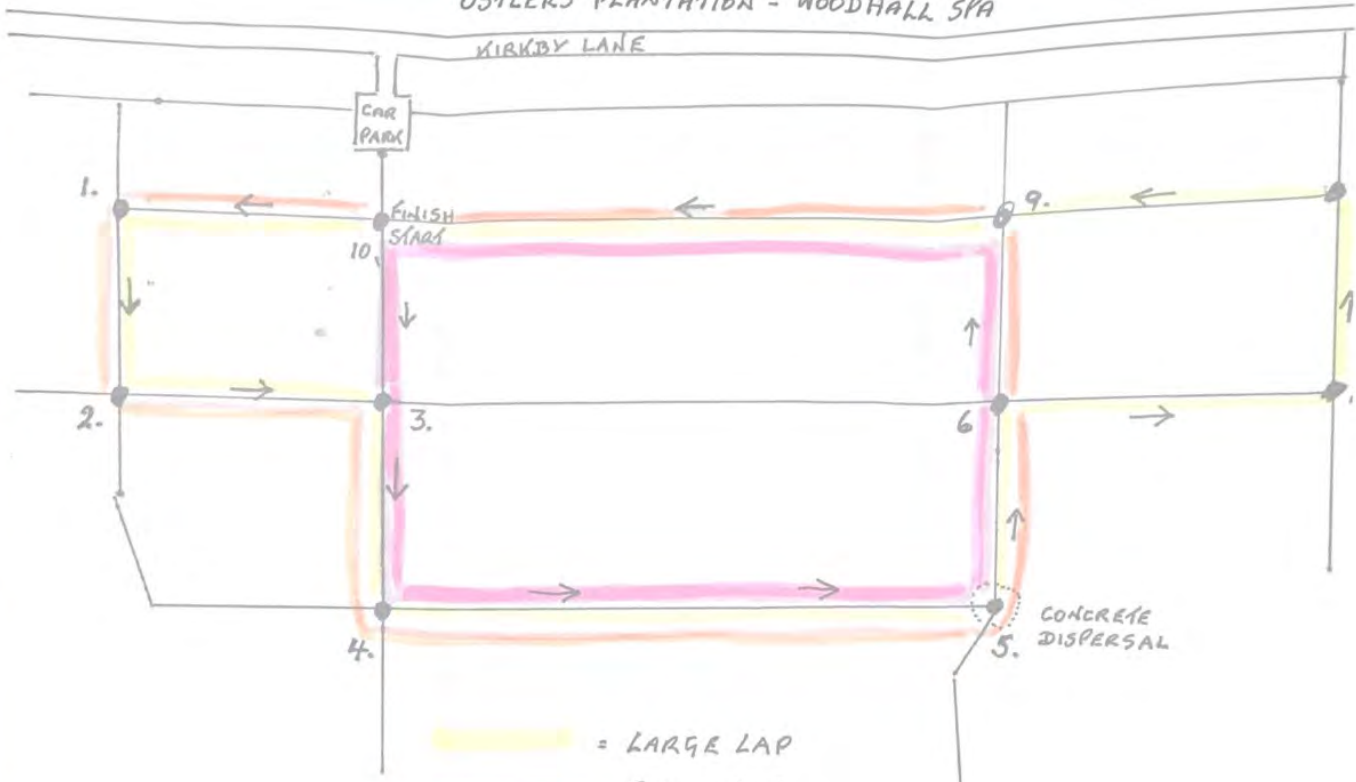 OSTLERS PLANTATION - WOODHALL SPA
KIRKBY LANE
CAR
PARK
1.
9.
FINISH
START
10.
2.
3.
6
CONCRETE
DISPERSAL
4.
5.
= LARGE LAP